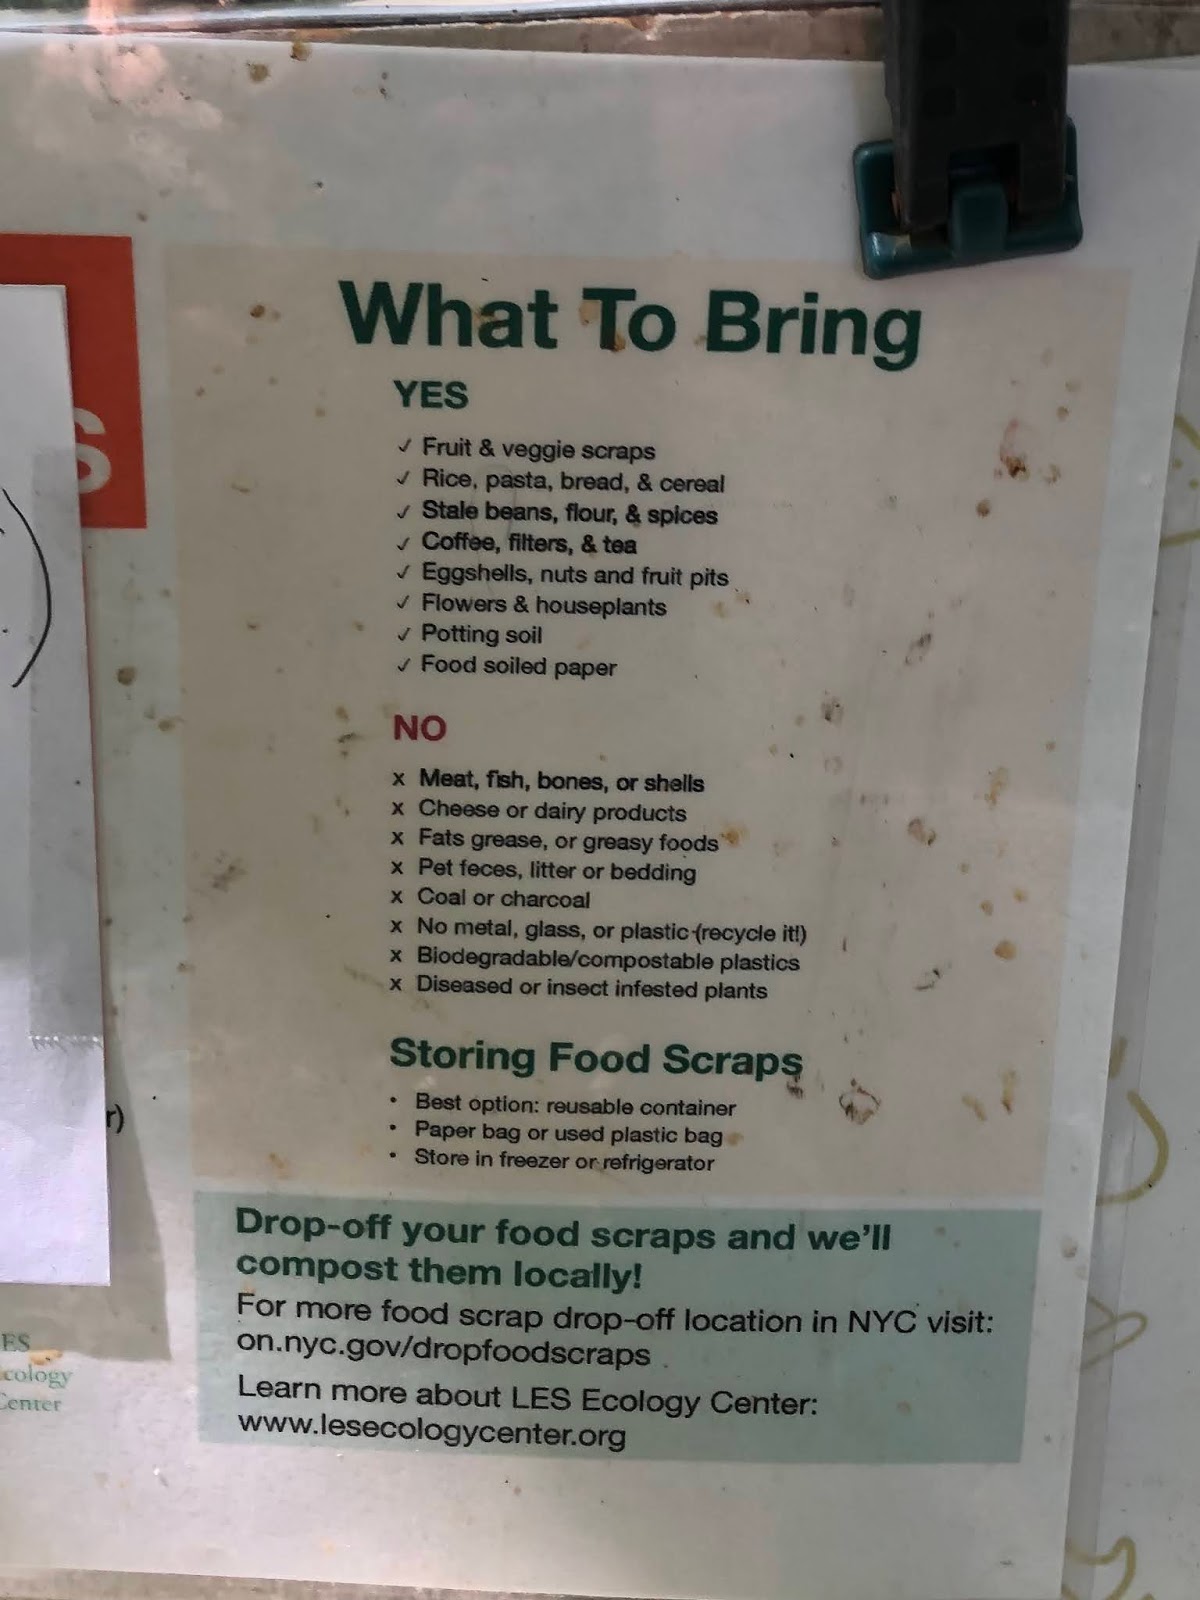 What To Bring
YES
✓ Fruit & veggie scraps
✓ Rice, pasta, bread, & cereal
✓ Stale beans, flour, & spices
✓ Coffee, filters, & tea
✓ Eggshells, nuts and fruit pits
✓ Flowers & houseplants
✓ Potting soil
✓ Food soiled paper
NO
x Meat, fish, bones, or shells
x Cheese or dairy products
x Fats grease, or greasy foods
x Pet feces, litter or bedding
x Coal or charcoal
x No metal, glass, or plastic (recycle it!)
x Biodegradable/compostable plastics
x Diseased or insect infested plants
Storing Food Scraps
• Best option: reusable container
• Paper bag or used plastic bag
• Store in freezer or refrigerator
Drop-off your food scraps and we'll
compost them locally!
For more food scrap drop-off location in NYC visit:
on.nyc.gov/dropfoodscraps
Learn more about LES Ecology Center:
www.lesecologycenter.org
S
r)
ES
cology
Center